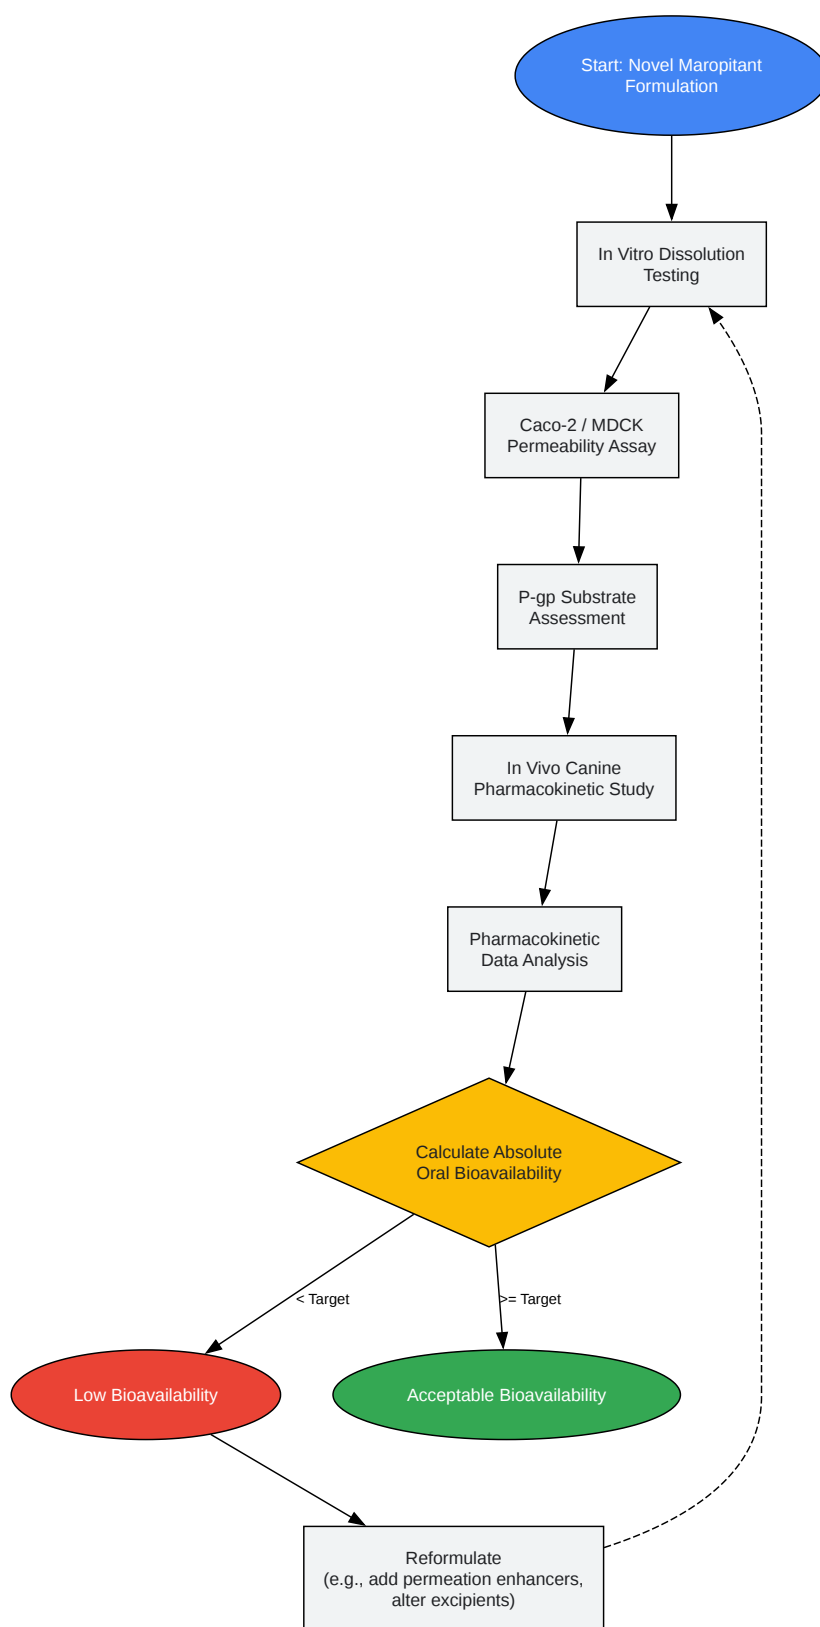 Start: Novel Maropitant
Formulation
In Vitro Dissolution
Testing
Caco-2 / MDCK
Permeability Assay
P-gp Substrate
Assessment
In Vivo Canine
Pharmacokinetic Study
Pharmacokinetic
Data Analysis
Calculate Absolute
Oral Bioavailability
< Target
>= Target
Low Bioavailability
Acceptable Bioavailability
Reformulate
(e.g., add permeation enhancers,
alter excipients)